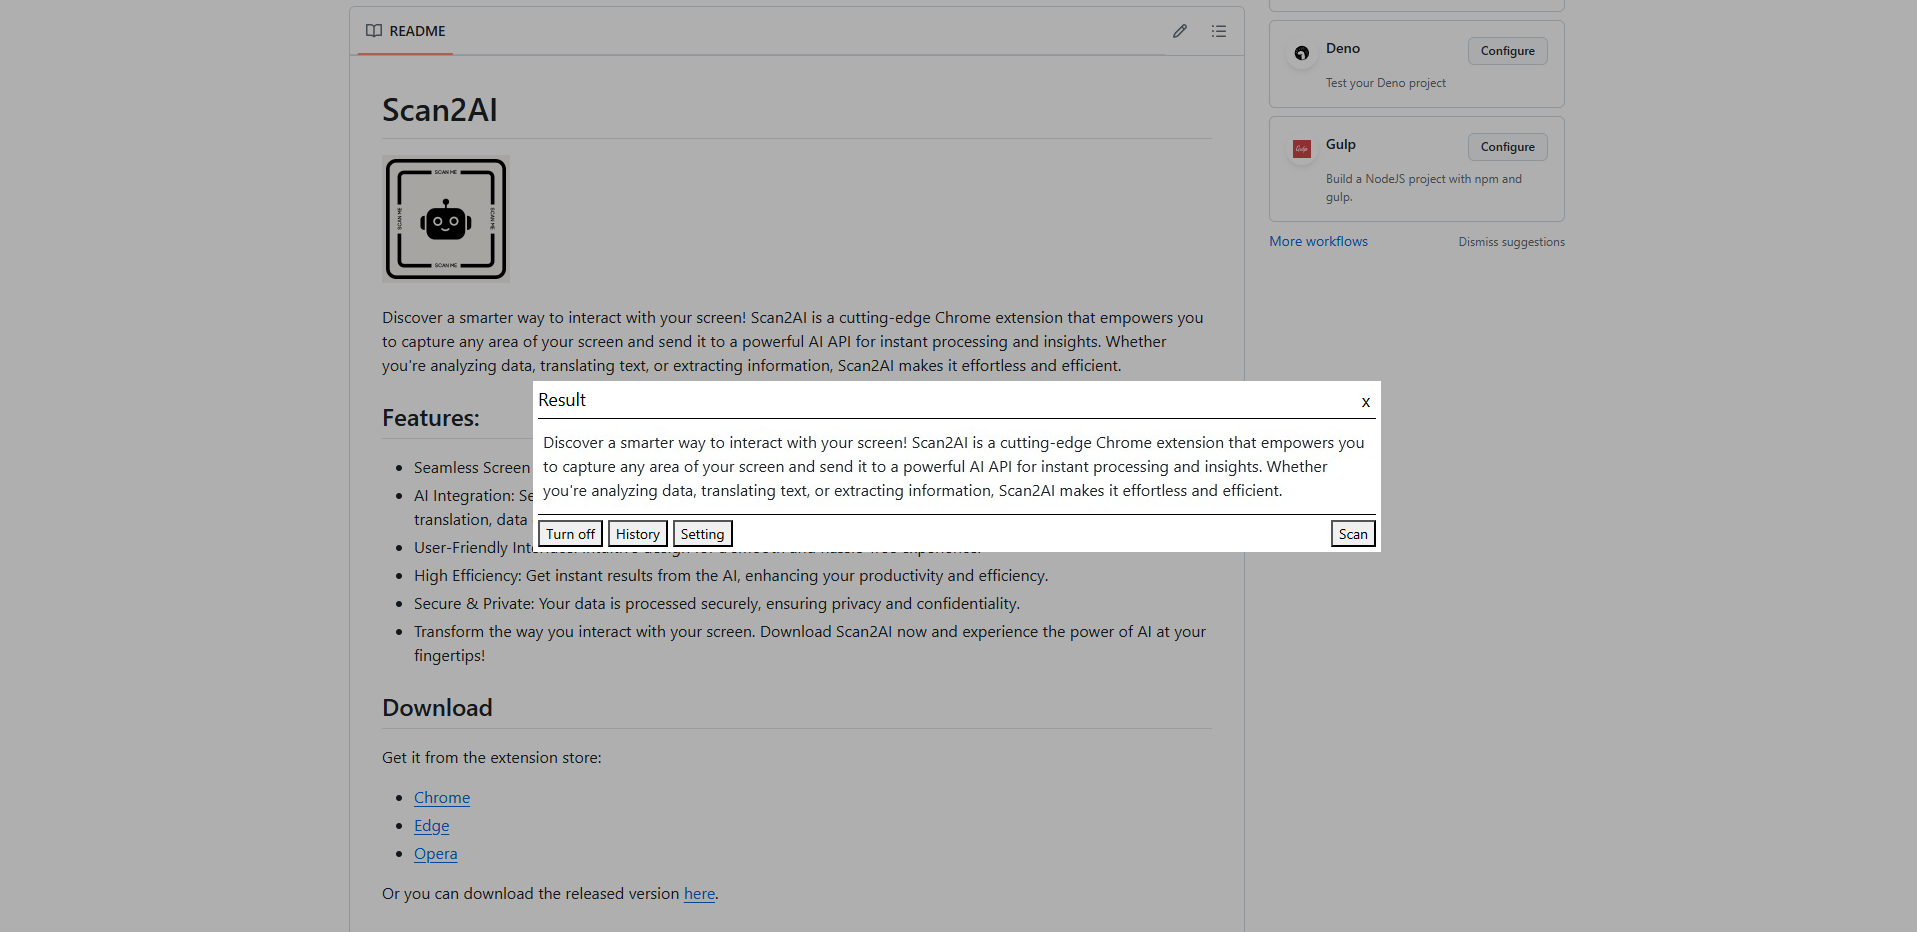 README
Scan2AI
SCAN ME
SCAN ME
SCAN ME
SCAN ME
Discover a smarter way to interact with your screen! Scan2AI is a cutting-edge Chrome extension that empowers you
to capture any area of your screen and send it to a powerful AI API for instant processing and insights. Whether
you're analyzing data, translating text, or extracting information, Scan2AI makes it effortless and efficient.
Features:
Seamless Screen
AI Integration: Se
translation, data
User-Friendly
High Efficiency: Get instant results from the AI, enhancing your productivity and efficiency.
Secure & Private: Your data is processed securely, ensuring privacy and confidentiality.
Transform the way you interact with your screen. Download Scan2AI now and experience the power of AI at your
fingertips!
Result
x
Discover a smarter way to interact with your screen! Scan2AI is a cutting-edge Chrome extension that empowers you
to capture any area of your screen and send it to a powerful AI API for instant processing and insights. Whether
you're analyzing data, translating text, or extracting information, Scan2AI makes it effortless and efficient.
Turn off History Setting Scan
Download
Get it from the extension store:
Chrome
Edge
Opera
Or you can download the released version here.
Deno
Configure
Test your Deno project
Gulp
Gulp
Configure
Build a NodeJS project with npm and
gulp.
More workflows Dismiss suggestions